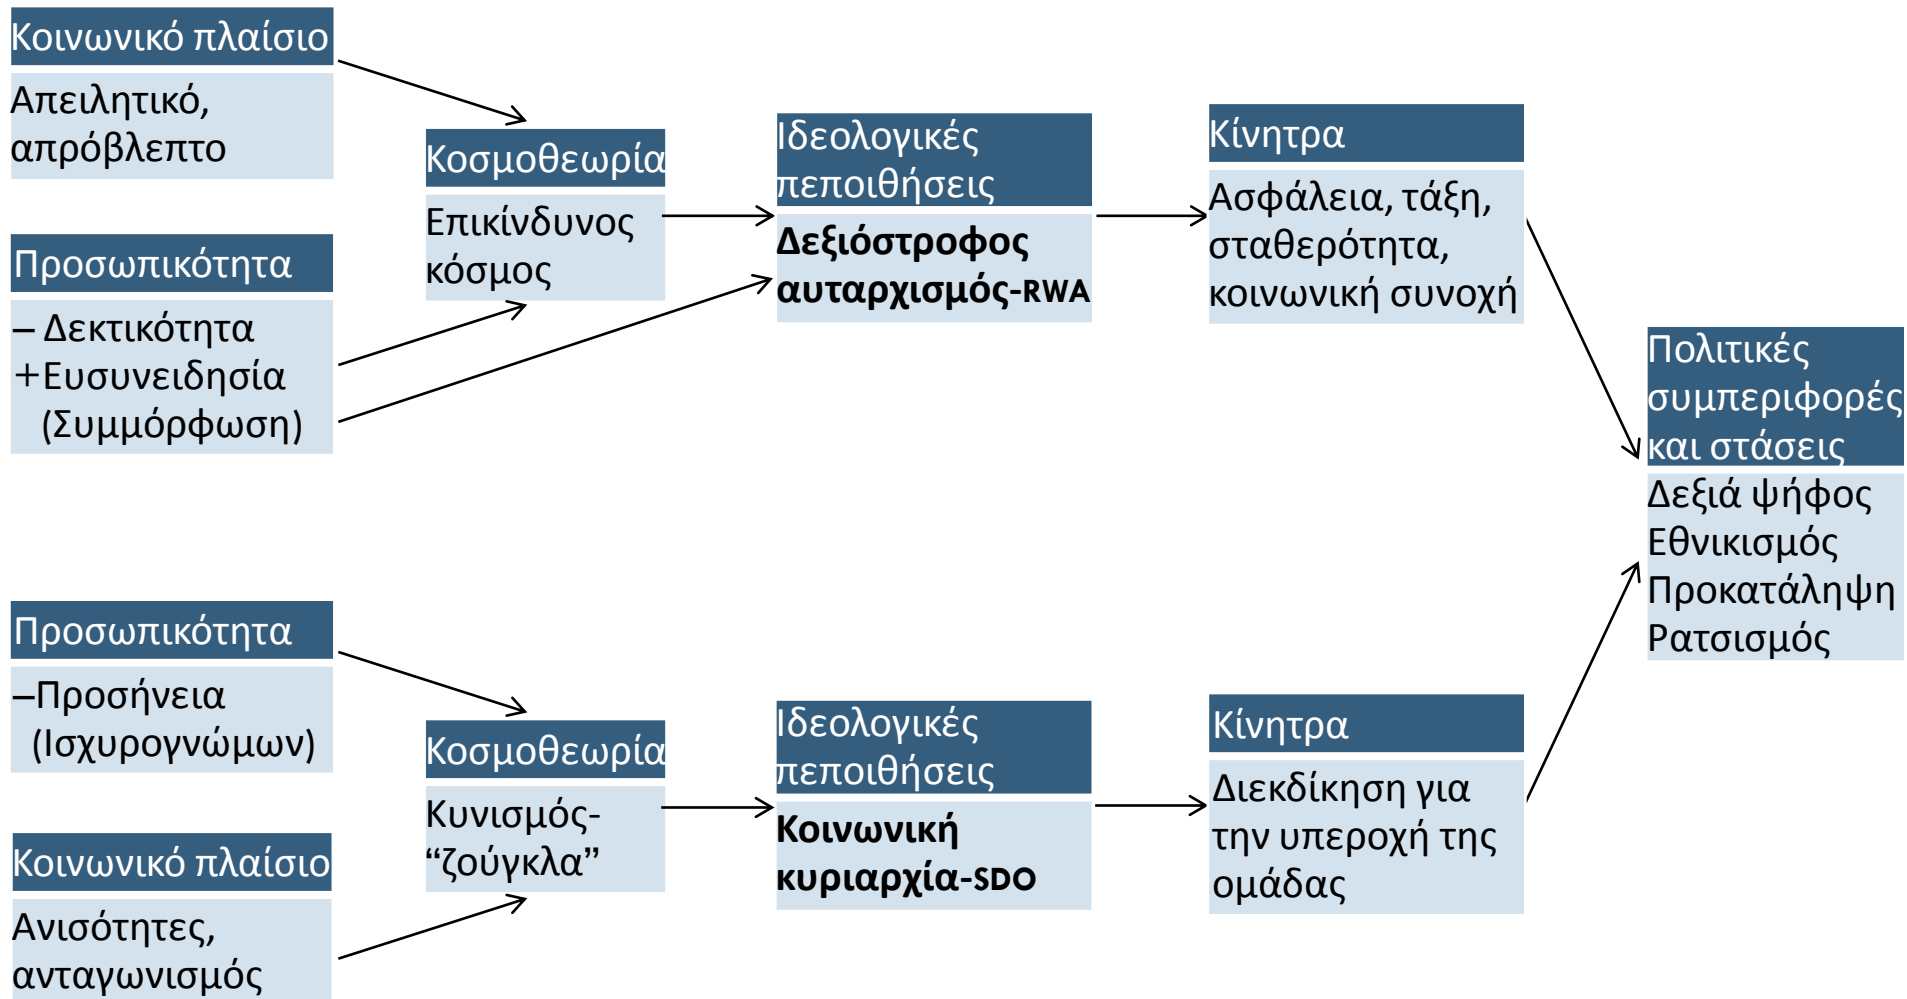 Κοινωνικό πλαίσιο
Απειλητικό,
απρόβλεπτο
Προσωπικότητα
– Δεκτικότητα
+Ευσυνειδησία
(Συμμόρφωση)
Κοσμοθεωρία
Επικίνδυνος
κόσμος
Ιδεολογικές
πεποιθήσεις
Δεξιόστροφος
αυταρχισμός-RWA
Κίνητρα
Ασφάλεια, τάξη,
σταθερότητα,
κοινωνική συνοχή
Προσωπικότητα
–Προσήνεια
(Ισχυρογνώμων)
Κοινωνικό πλαίσιο
Ανισότητες,
ανταγωνισμός
Κοσμοθεωρία
Κυνισμός-
“ζούγκλα”
Ιδεολογικές
πεποιθήσεις
Κοινωνική
κυριαρχία-SDO
Κίνητρα
Διεκδίκηση για
την υπεροχή της
ομάδας
Πολιτικές
συμπεριφορές
και στάσεις
Δεξιά ψήφος
Εθνικισμός
Προκατάληψη
Ρατσισμός